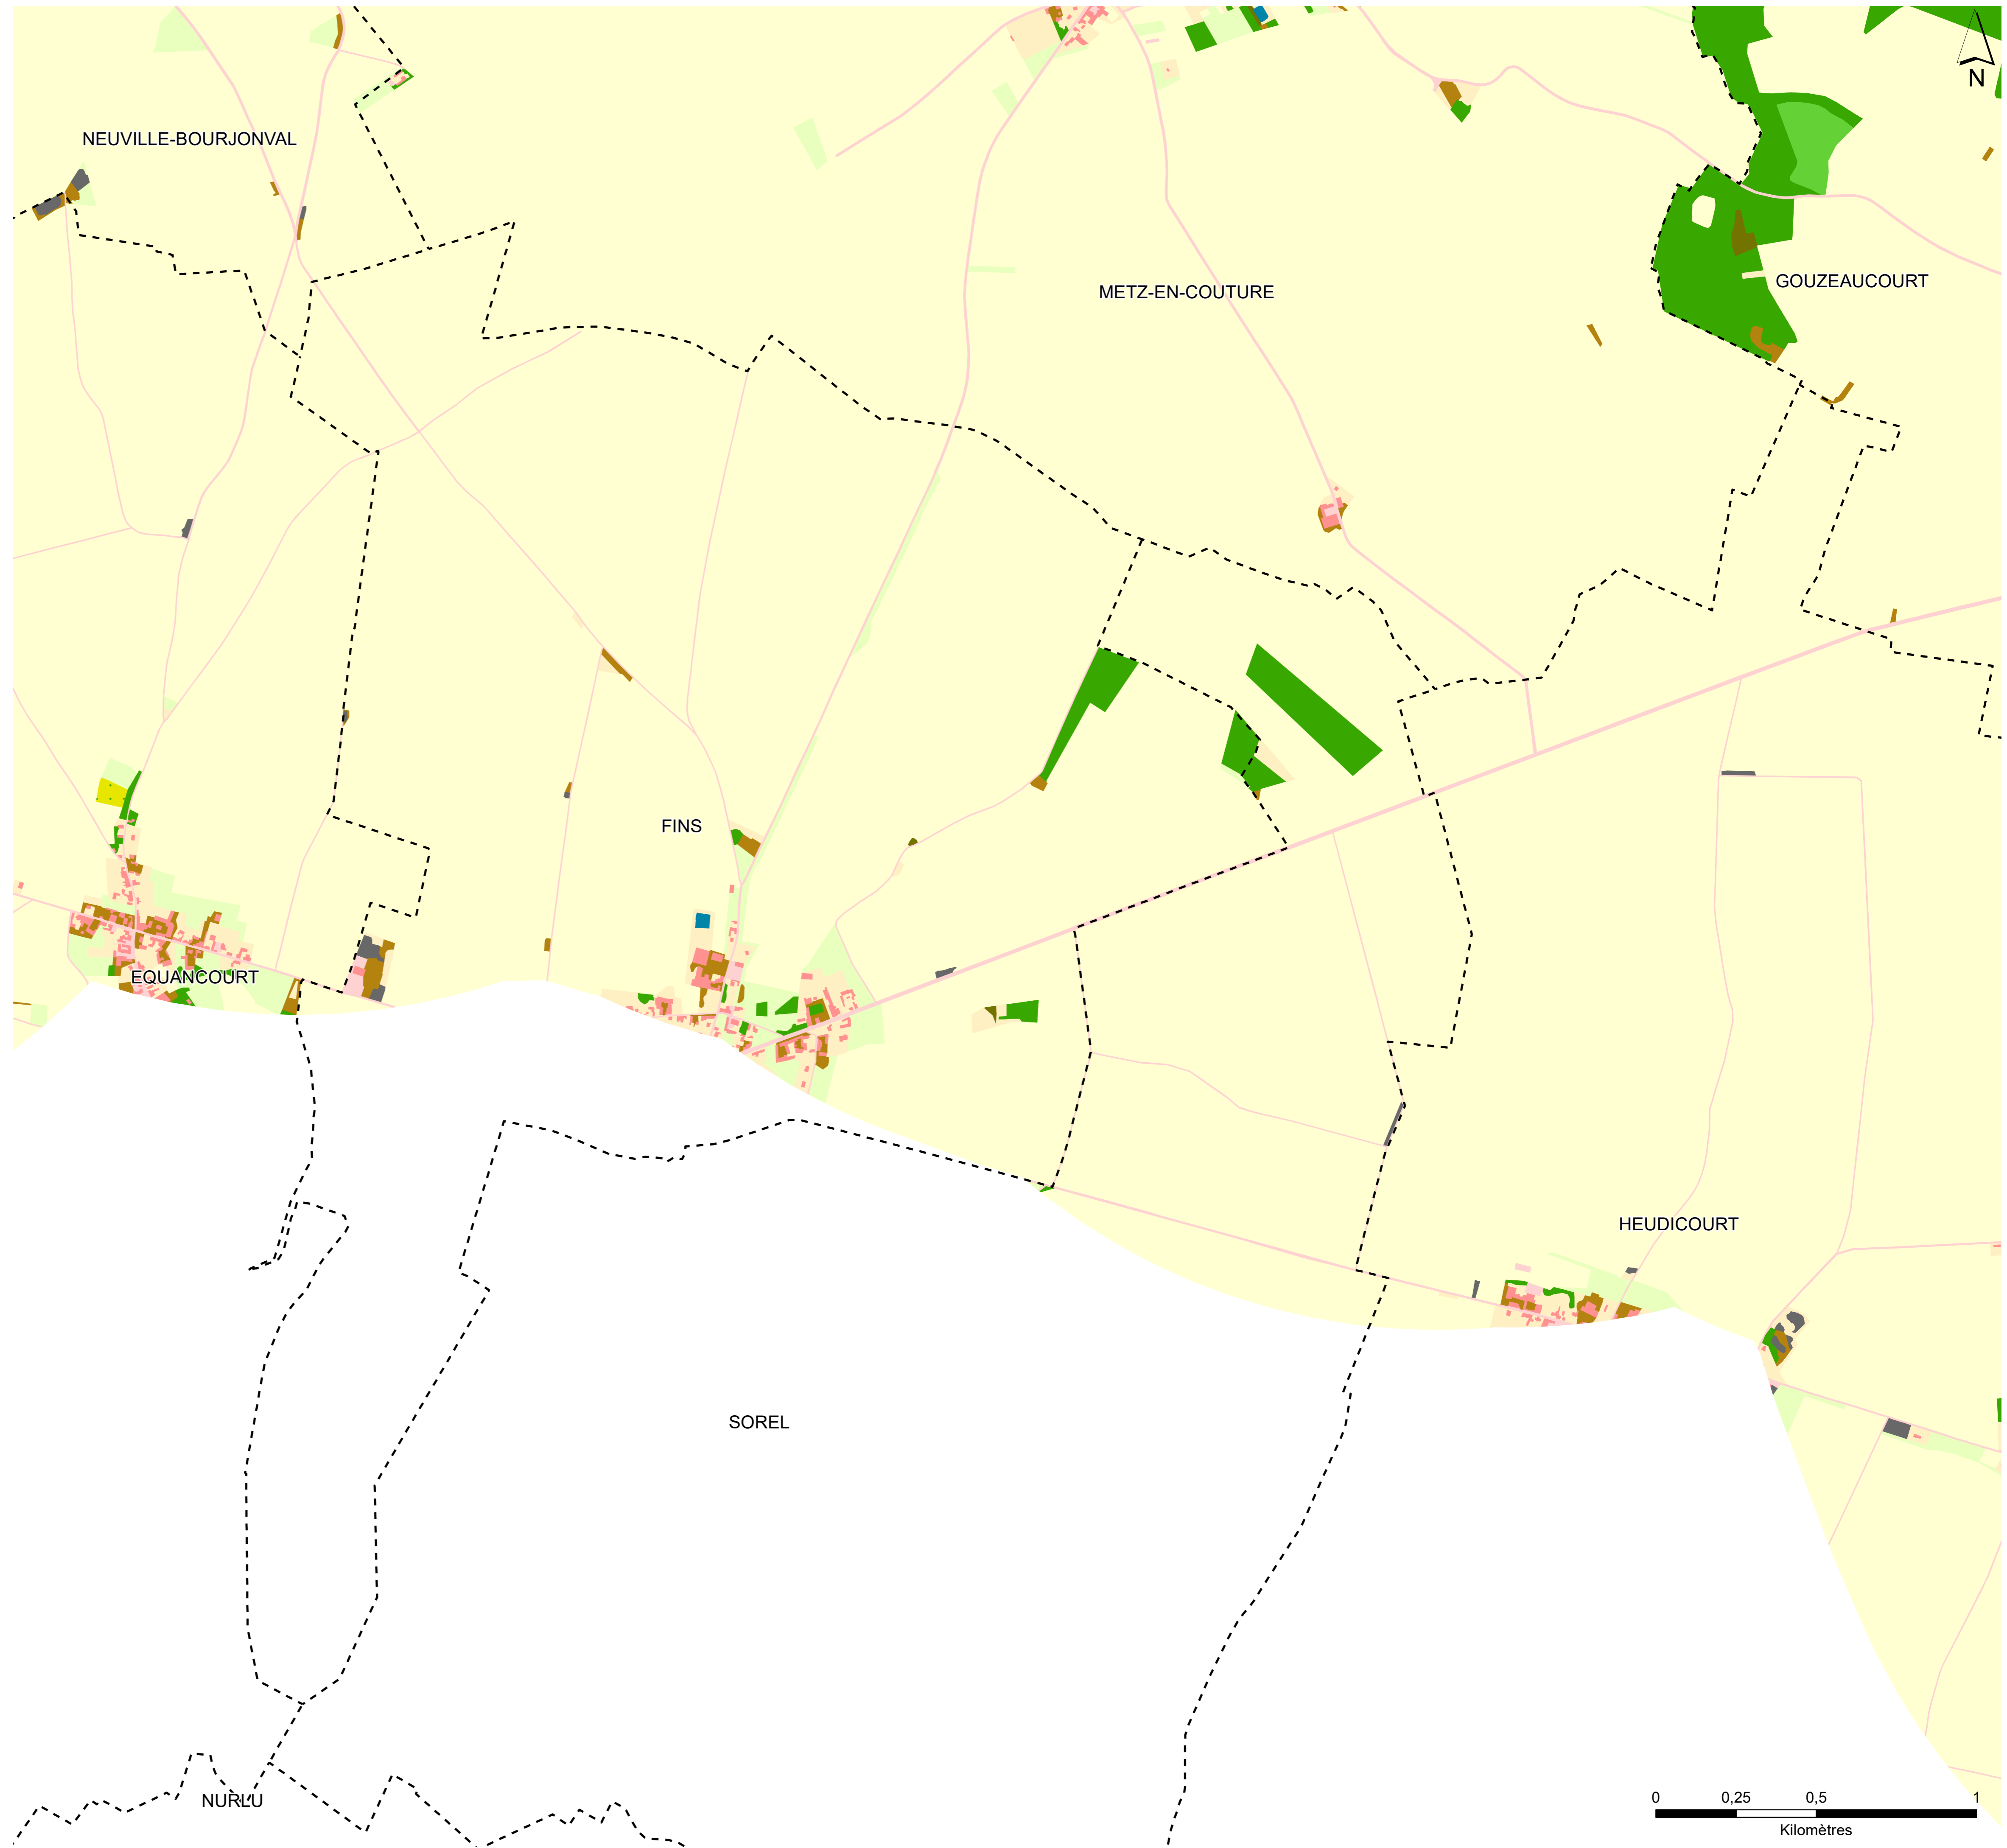 N
NEUVILLE-BOURJONVAL
GOUZEAUCOURT
METZ-EN-COUTURE
FINS
EQUANCOURT
HEUDICOURT
SOREL
NURLU
0 0,25 0,5 1
Kilomètres